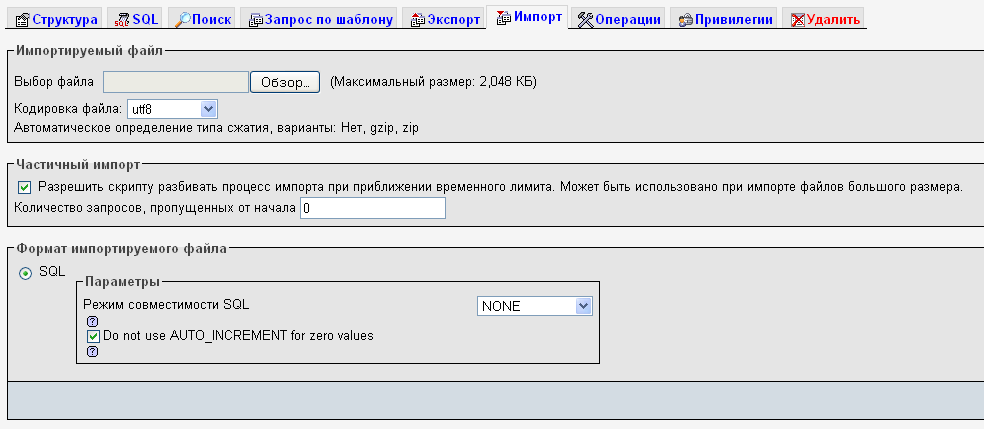 Структура SQL Поиск Запрос по шаблону Экспорт Импорт Операции Привилегии Удалить
Импортируемый файл
Выбор файла Обзор... (Максимальный размер: 2,048 КБ)
Кодировка файла: utf8
Автоматическое определение типа сжатия, варианты: Нет, gzip, zip
Частичный импорт
Разрешить скрипту разбивать процесс импорта при приближении временного лимита. Может быть использовано при импорте файлов большого размера.
Количество запросов, пропущенных от начала 0
Формат импортируемого файла
SQL
Параметры
Режим совместимости SQL NONE
?
Do not use AUTO_INCREMENT for zero values
?